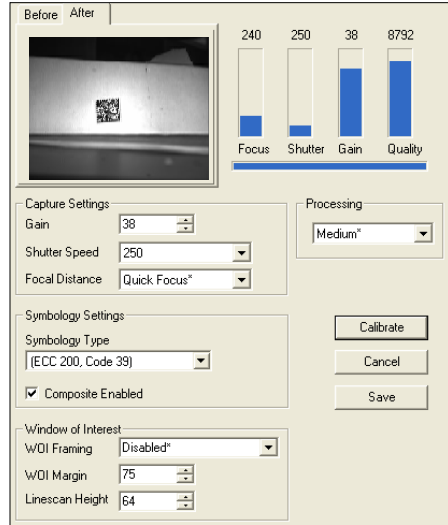 Before After
240 250 38 8792
Focus Shutter Gain Quality
Capture Settings
Gain 38
Shutter Speed 250
Focal Distance Quick Focus*
Processing
Medium*
Symbology Settings
Symbology Type
(ECC 200, Code 39)
Composite Enabled
Calibrate
Cancel
Save
Window of Interest
WOI Framing Disabled*
WOI Margin 75
Linescan Height 64